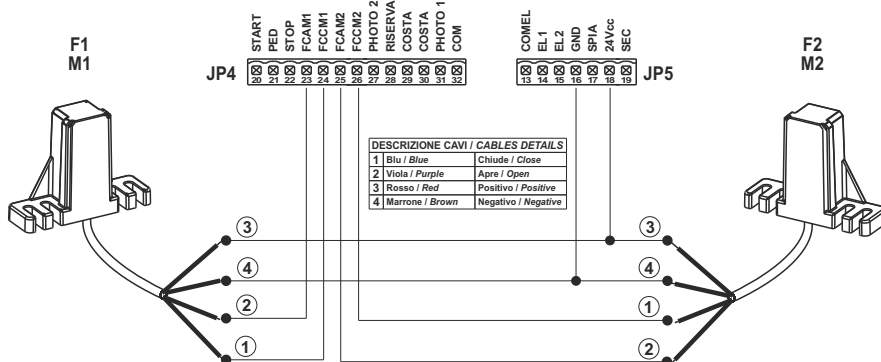 F1
M1
JP4
START
PED
STOP
FCAM1
FCCM1
FCAM2
FCCM2
PHOTO 2
RISERVA
COSTA
COSTA
PHOTO 1
COM
20 21 22 23 24 25 26 27 28 29 30 31 32
COMEL
EL1
EL2
GND
SPIA
24Vcc
SEC
13 14 15 16 17 18 19
JP5
F2
M2
DESCRIZIONE CAVI / CABLES DETAILS
1 Blu / Blue Chiude / Close
2 Viola / Purple Apre / Open
3 Rosso / Red Positivo / Positive
4 Marrone / Brown Negativo / Negative
3 3
4 4
2 1
1 2